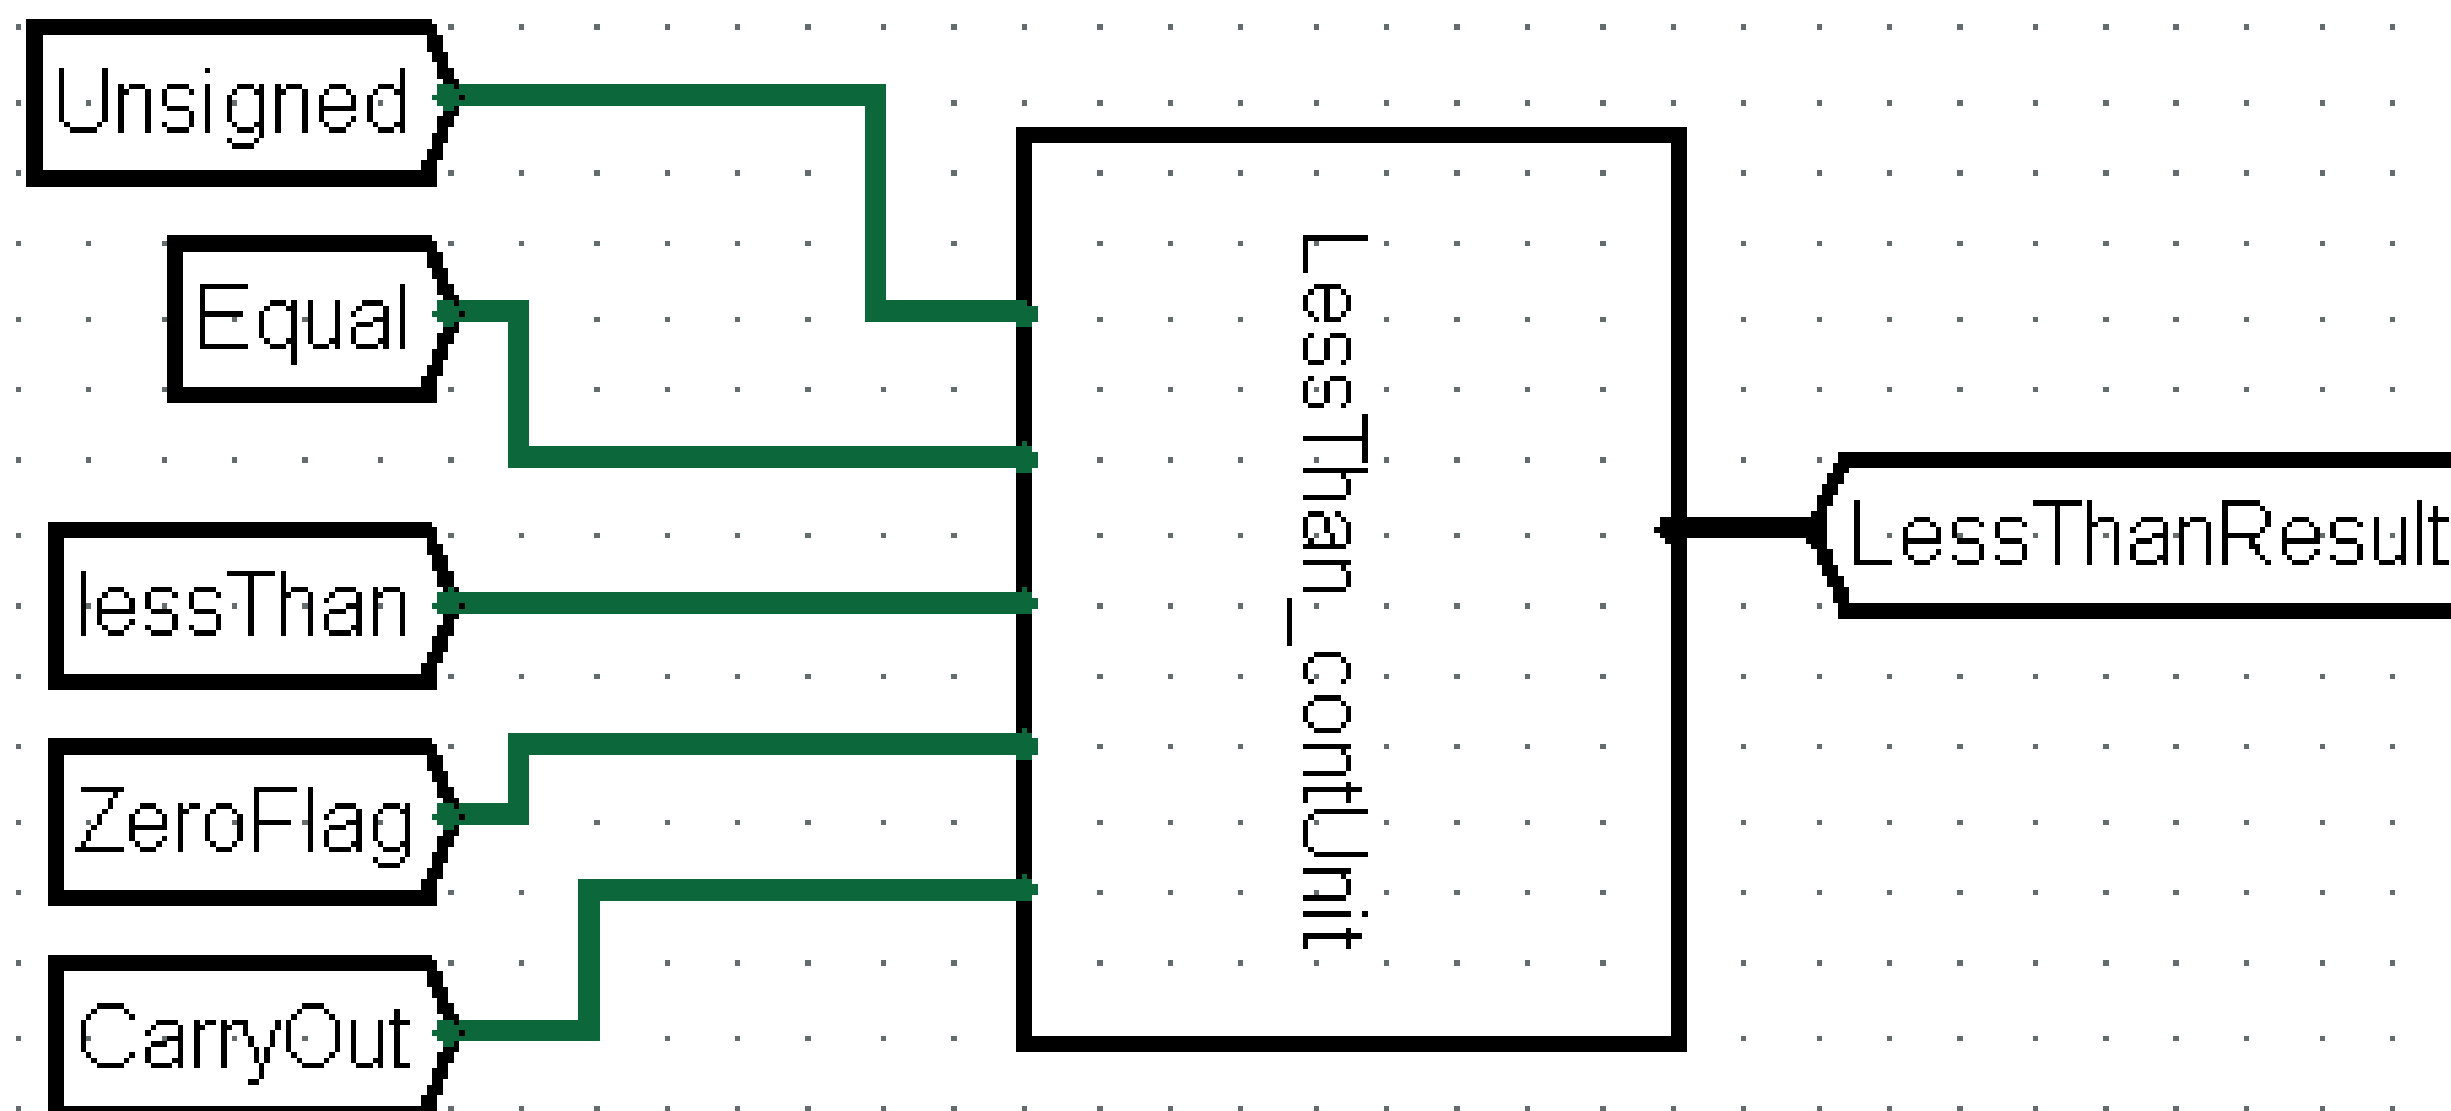 Unsigned
Equal
lessThan
ZeroFlag
CarryOut
LessThan_contUnit
LessThanResult